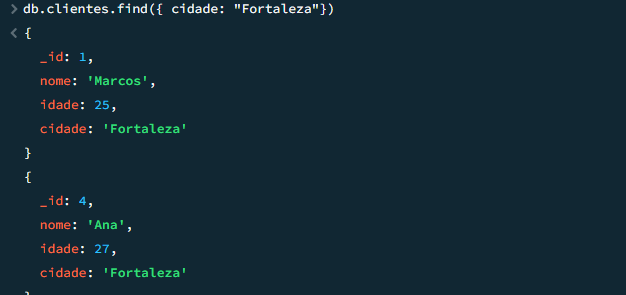 > db.clientes.find({ cidade: "Fortaleza"})
< {
_id: 1,
nome: 'Marcos',
idade: 25,
cidade: 'Fortaleza'
}
{
_id: 4,
nome: 'Ana',
idade: 27,
cidade: 'Fortaleza'
}